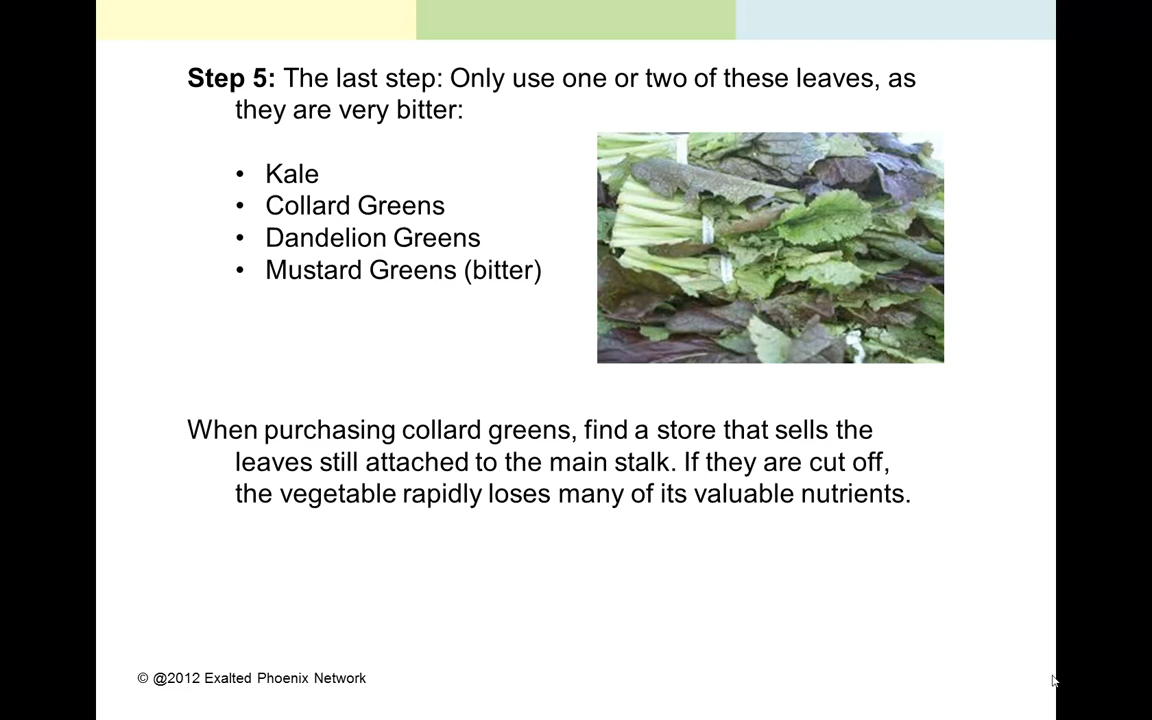 Step 5: The last step: Only use one or two of these leaves, as
they are very bitter:
• Kale
• Collard Greens
• Dandelion Greens
• Mustard Greens (bitter)
When purchasing collard greens, find a store that sells the
leaves still attached to the main stalk. If they are cut off,
the vegetable rapidly loses many of its valuable nutrients.
© @2012 Exalted Phoenix Network